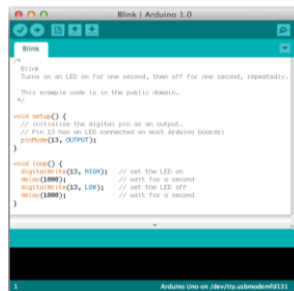 Blink | Arduino 1.0
Blink
/*
Blink
Turns on an LED on for one second, then off for one second, repeatedly.
This example code is in the public domain.
*/
void setup() {
// initialize the digital pin as an output.
// Pin 13 has an LED connected on most Arduino boards:
pinMode(13, OUTPUT);
}
void loop() {
digitalWrite(13, HIGH);   // set the LED on
delay(1000);              // wait for a second
digitalWrite(13, LOW);    // set the LED off
delay(1000);              // wait for a second
}
1
Arduino Uno on /dev/tty.usbmodemfd131